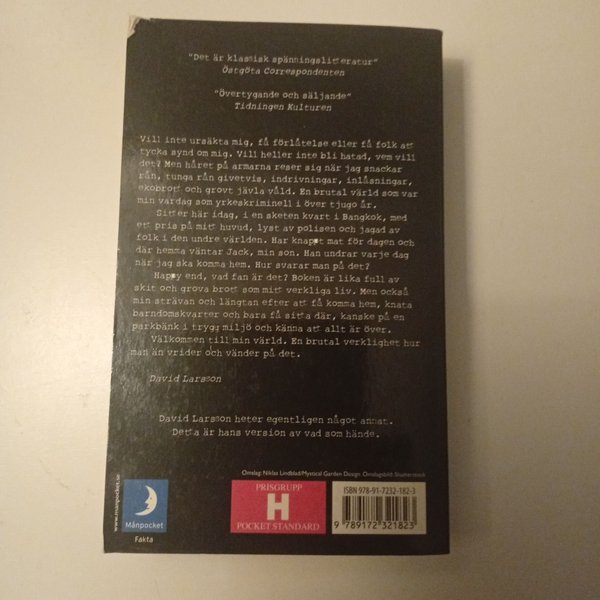 "Det är klassisk spänningslitteratur"
Östgöta Correspondenten
"Övertygande och säljande"
Tidningen Kulturen
Vill inte ursäkta mig, få förlåtelse eller få folk att
tycka synd om mig. Vill heller inte bli hatad, vem vill
det? Men håret på armarna reser sig när jag snackar
rån, tunga rån givetvis, indrivningar, inlåsningar,
ekobrott och grovt jävla våld. En brutal värld som var
min vardag som yrkeskriminell i över tjugo år.
Sitter här idag, i en sketen kvart i Bangkok, med
ett pris på mitt huvud, lyst av polisen och jagad av
folk i den undre världen. Har knappt mat för dagen och
där hemma väntar Jack, min son. Han undrar varje dag
när jag ska komma hem. Hur svarar man på det?
Happy end, vad fan är det? Boken är lika full av
skit och grova brott som mitt verkliga liv. Men också
min strävan och längtan efter att få komma hem, knata
barndomskvarter och bara få sitta där, kanske på en
parkbänk i trygg miljö och känna att allt är över.
Välkommen till min värld. En brutal verklighet hur
man än vrider och vänder på det.
David Larsson
David Larsson heter egentligen något annat.
Detta är hans version av vad som hände.
Omslag: Niklas Lindblad/Mystical Garden Design. Omslagsbild: Shutterstock
www.manpocket.se
Månpocket
Fakta
PRISGRUPP
H
POCKET STANDARD
ISBN 978-91-7232-182-3
9 789172 321823